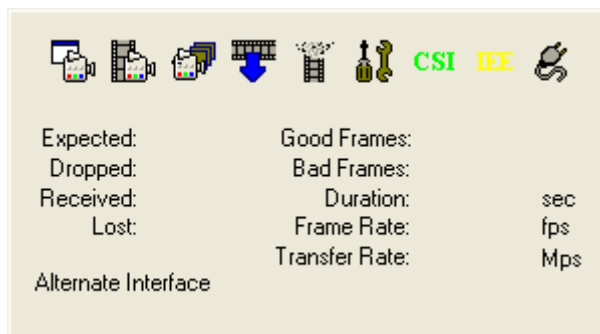 CSI IEE
Expected: Good Frames:
Dropped: Bad Frames:
Received: Duration: sec
Lost: Frame Rate: fps
Transfer Rate: Mps
Alternate Interface